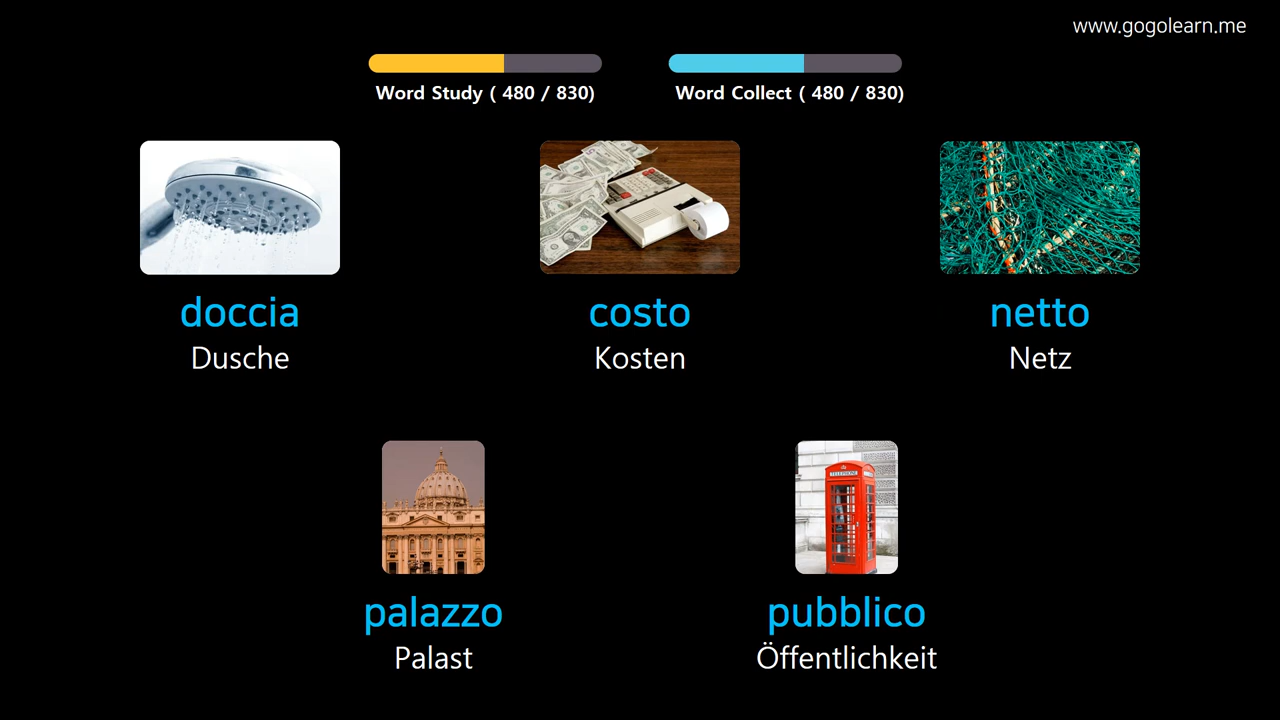 www.gogolearn.me
Word Study ( 480 / 830)
Word Collect ( 480 / 830)
doccia
Dusche
costo
Kosten
netto
Netz
TELEPHONE
palazzo
Palast
pubblico
Öffentlichkeit